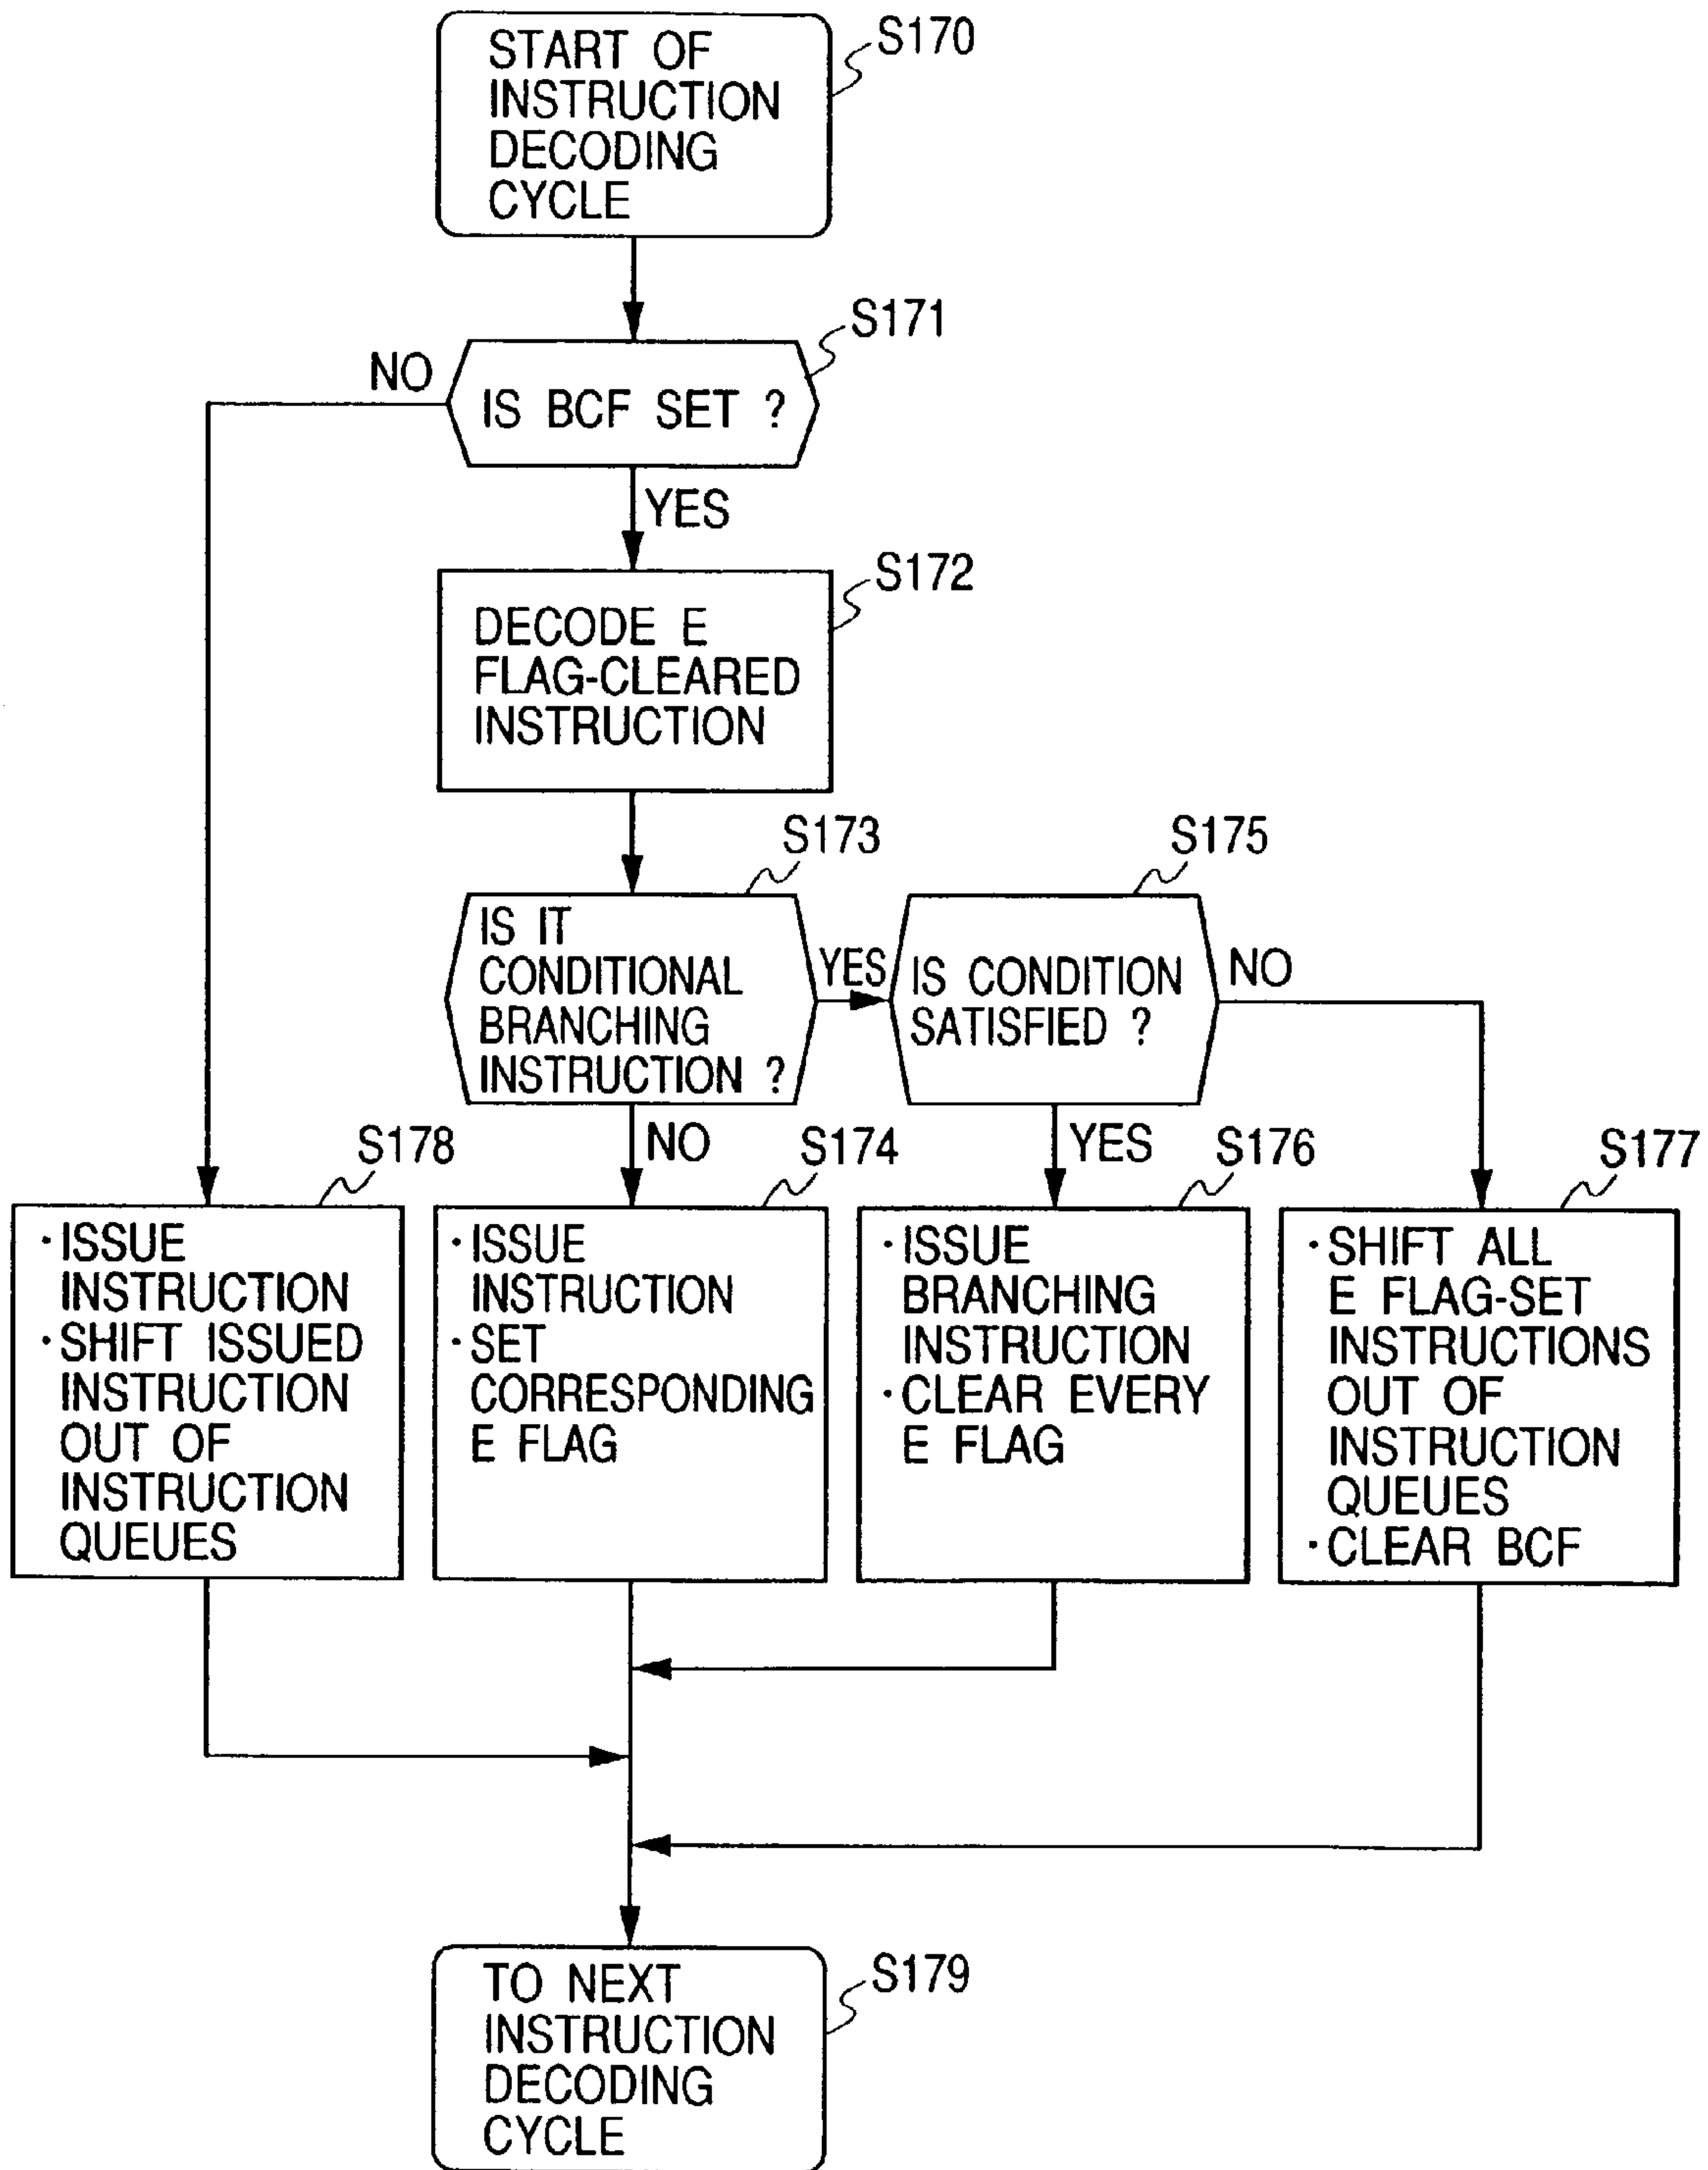 START OF
INSTRUCTION
DECODING
CYCLE
S170
S171
NO
IS BCF SET ?
YES
S172
DECODE E
FLAG-CLEARED
INSTRUCTION
S173
S175
IS IT
CONDITIONAL
BRANCHING
INSTRUCTION ?
YES
IS CONDITION
SATISFIED ?
NO
NO
YES
S178
S174
S176
S177
·ISSUE
INSTRUCTION
·SHIFT ISSUED
INSTRUCTION
OUT OF
INSTRUCTION
QUEUES
·ISSUE
INSTRUCTION
·SET
CORRESPONDING
E FLAG
·ISSUE
BRANCHING
INSTRUCTION
·CLEAR EVERY
E FLAG
·SHIFT ALL
E FLAG-SET
INSTRUCTIONS
OUT OF
INSTRUCTION
QUEUES
·CLEAR BCF
TO NEXT
INSTRUCTION
DECODING
CYCLE
S179